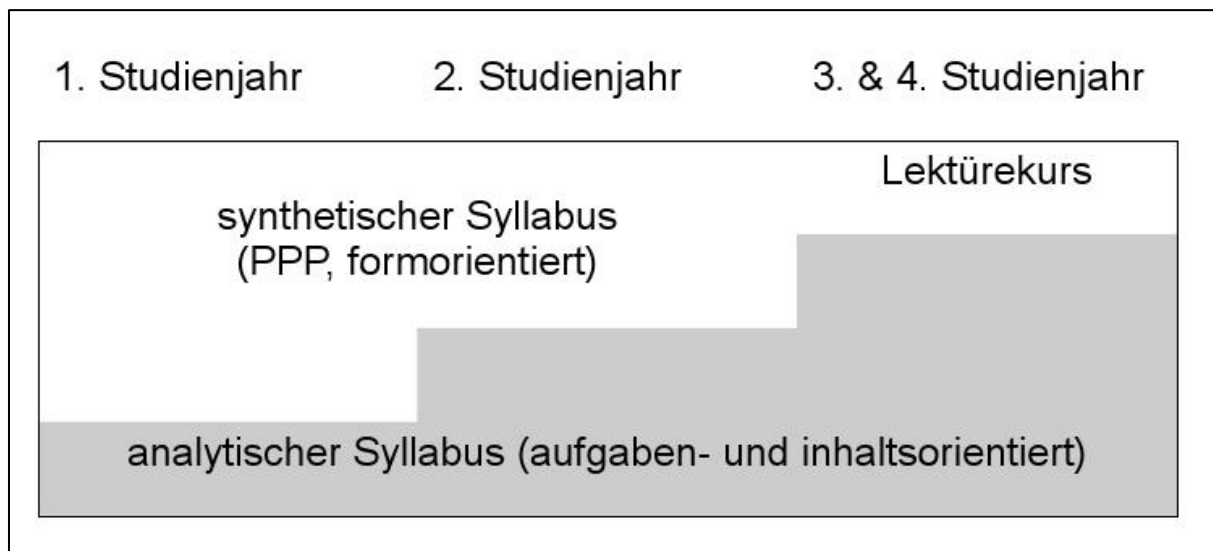 1. Studienjahr 2. Studienjahr 3. & 4. Studienjahr
Lektürekurs
synthetischer Syllabus
(PPP, formorientiert)
analytischer Syllabus (aufgaben- und inhaltsorientiert)